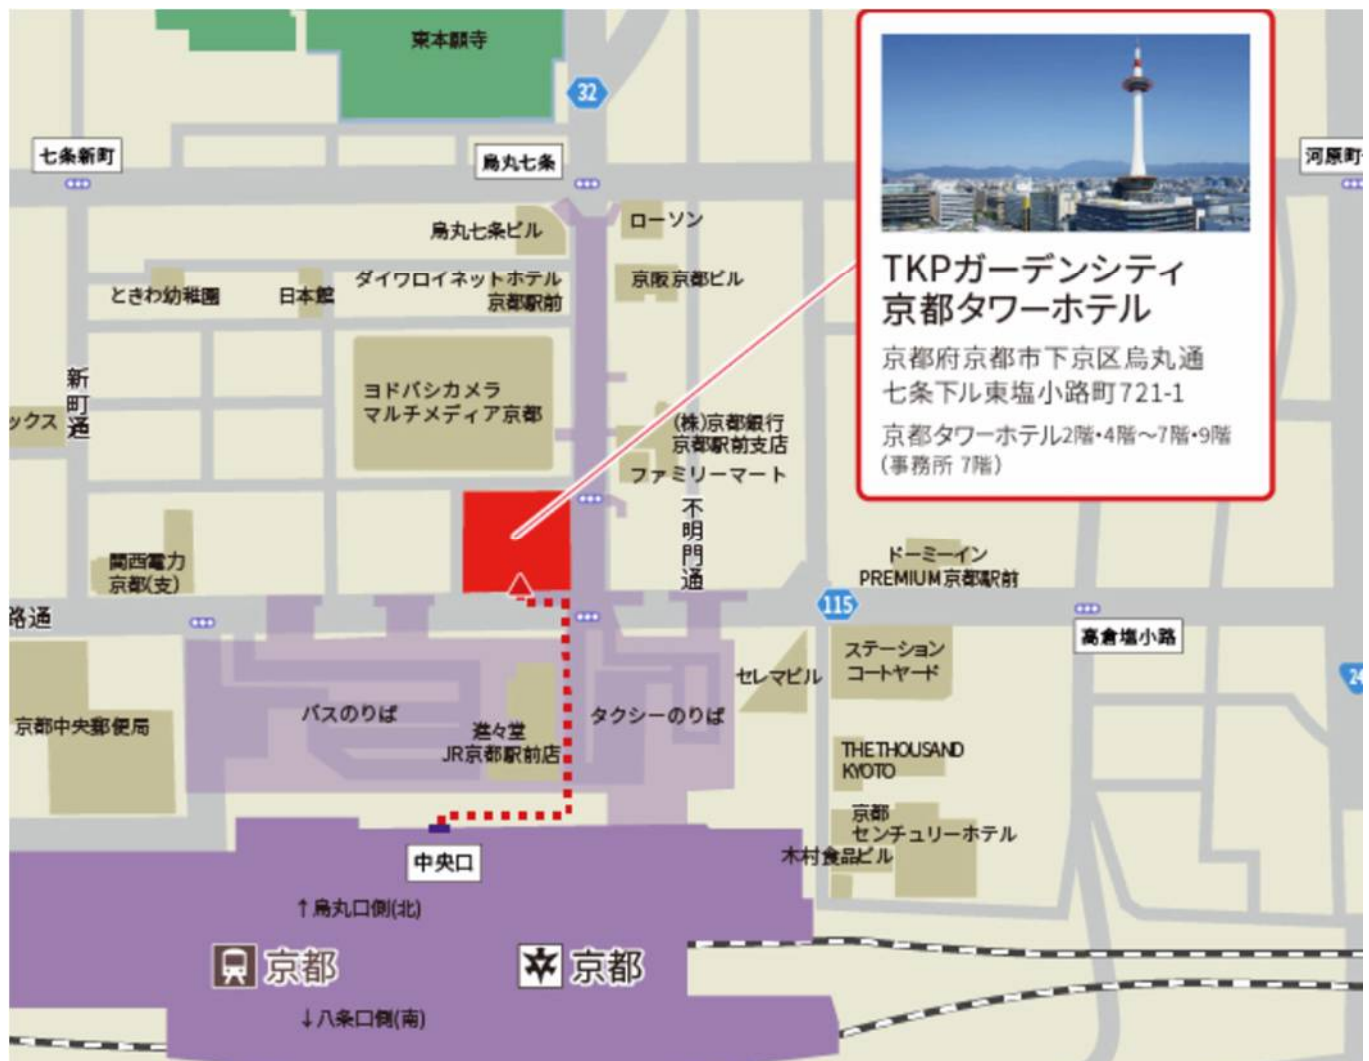 東本願寺
32
七条新町
烏丸七条
河原町
烏丸七条ビル
ローソン
ときわ幼稚園
日本館
ダイワロイネットホテル
京都駅前
京阪京都ビル
新町通
ックス
ヨドバシカメラ
マルチメディア京都
(株)京都銀行
京都駅前支店
ファミリーマート
不明門通
TKPガーデンシティ
京都タワーホテル
京都府京都市下京区烏丸通
七条下ル東塩小路町721-1
京都タワーホテル2階・4階〜7階・9階
(事務所 7階)
関西電力
京都(支)
ドーミーイン
PREMIUM京都駅前
路通
115
高倉塩小路
ステーション
コートヤード
セレマビル
24
京都中央郵便局
バスのりば
進々堂
JR京都駅前店
タクシーのりば
THE THOUSAND
KYOTO
京都
センチュリーホテル
木村食品ビル
中央口
↑烏丸口側(北)
京都
京都
↓八条口側(南)